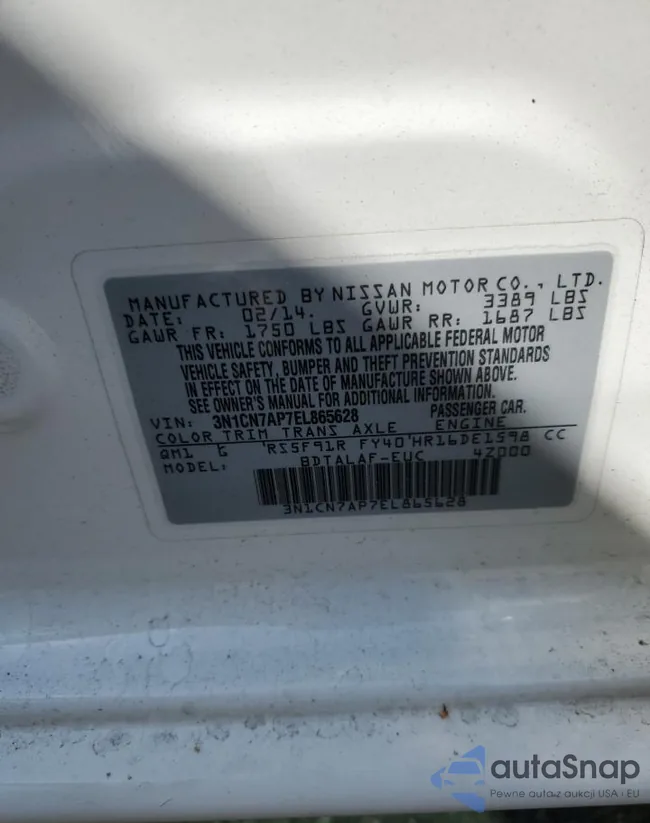 MANUFACTURED BY NISSAN MOTOR CO., LTD.
DATE: 02/14. GVWR: 3389 LBS
GAWR FR: 1750 LBS GAWR RR: 1687 LBS
THIS VEHICLE CONFORMS TO ALL APPLICABLE FEDERAL MOTOR
VEHICLE SAFETY, BUMPER AND THEFT PREVENTION STANDARDS
IN EFFECT ON THE DATE OF MANUFACTURE SHOWN ABOVE.
SEE OWNER'S MANUAL FOR ADDITIONAL INFORMATION.
VIN: 3N1CN7AP7EL865628 PASSENGER CAR.
COLOR TRIM TRANS AXLE ENGINE
QM1 G RS5F91R FY40 HR16DE1598 CC
MODEL: BDTALAF-EUC 4Z000
3N1CN7AP7EL865628
autaSnap
Pewne auta z aukcji USA i EU